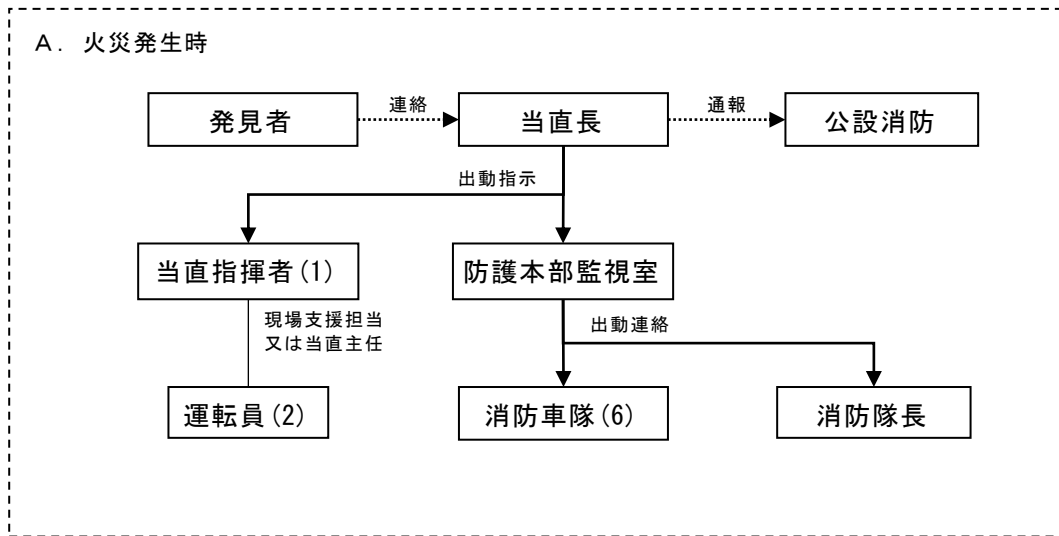 A. 火災発生時
発見者
連絡
当直長
通報
公設消防
出動指示
当直指揮者(1)
防護本部監視室
現場支援担当
又は当直主任
出動連絡
運転員(2)
消防車隊(6)
消防隊長